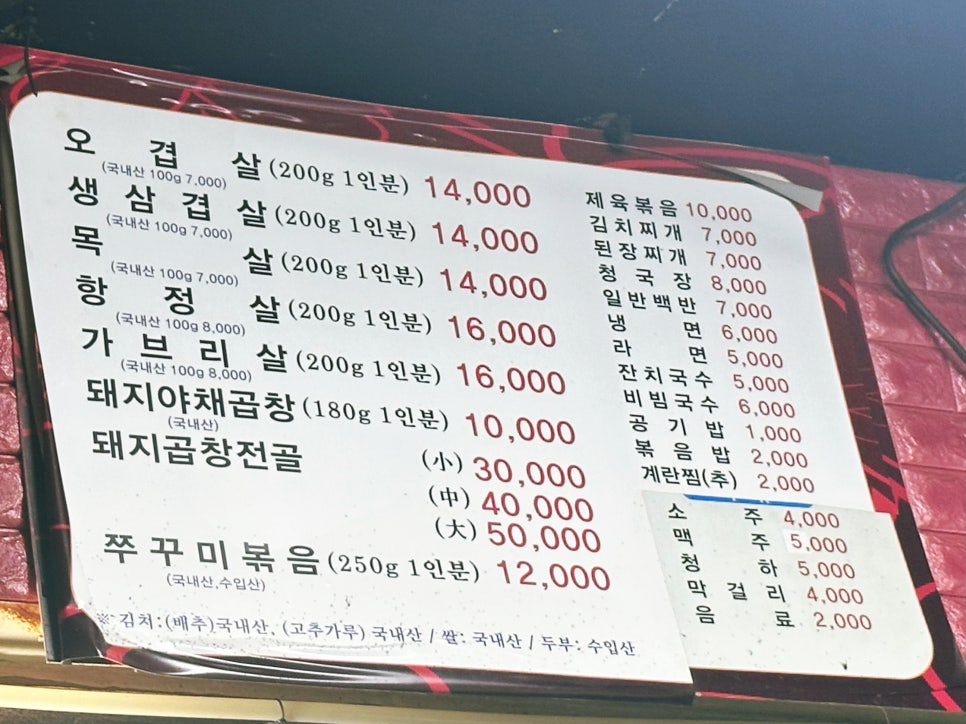 오 겹 살 (200g 1인분) 14,000
(국내산 100g 7,000)
생 삼 겹 살 (200g 1인분) 14,000
(국내산 100g 7,000)
목 살 (200g 1인분) 14,000
(국내산 100g 7,000)
항 정 살 (200g 1인분) 16,000
(국내산 100g 8,000)
가 브 리 살 (200g 1인분) 16,000
(국내산 100g 8,000)
돼지야채곱창 (180g 1인분) 10,000
(국내산)
돼지곱창전골 (小) 30,000
(中) 40,000
(大) 50,000
쭈 꾸 미 볶 음 (250g 1인분) 12,000
(국내산,수입산)
※ 김치:(배추)국내산, (고추가루) 국내산 / 쌀: 국내산 / 두부: 수입산
제육볶음 10,000
김치찌개 7,000
된장찌개 7,000
청 국 장 8,000
일반백반 7,000
냉 면 6,000
라 면 5,000
잔치국수 5,000
비빔국수 6,000
공 기 밥 1,000
볶 음 밥 2,000
계란찜(추) 2,000
소 주 4,000
맥 주 5,000
청 하 5,000
막 걸 리 4,000
음 료 2,000